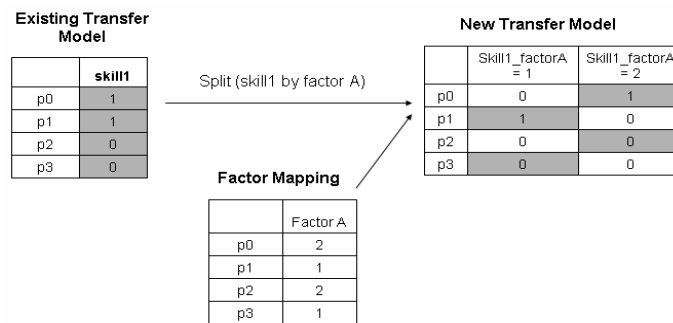 Existing Transfer
Model
skill1
p0 1
p1 1
p2 0
p3 0
Split (skill1 by factor A)
New Transfer Model
Skill1_factorA Skill1_factorA
= 1 = 2
p0 0 1
p1 1 0
p2 0 0
p3 0 0
Factor Mapping
Factor A
p0 2
p1 1
p2 2
p3 1